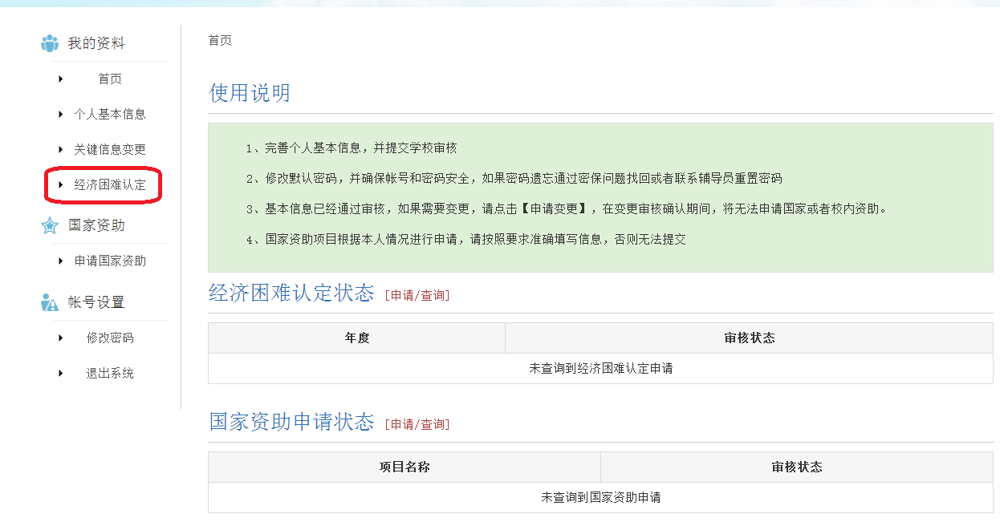 我的资料
首页
个人基本信息
关键信息变更
经济困难认定
国家资助
申请国家资助
帐号设置
修改密码
退出系统
首页
使用说明
1、完善个人基本信息，并提交学校审核
2、修改默认密码，并确保帐号和密码安全，如果密码遗忘通过密保问题找回或者联系辅导员重置密码
3、基本信息已经通过审核，如果需要变更，请点击【申请变更】，在变更审核确认期间，将无法申请国家或者校内资助。
4、国家资助项目根据本人情况进行申请，请按照要求准确填写信息，否则无法提交
经济困难认定状态 [申请/查询]
年度 审核状态
未查询到经济困难认定申请
国家资助申请状态 [申请/查询]
项目名称 审核状态
未查询到国家资助申请